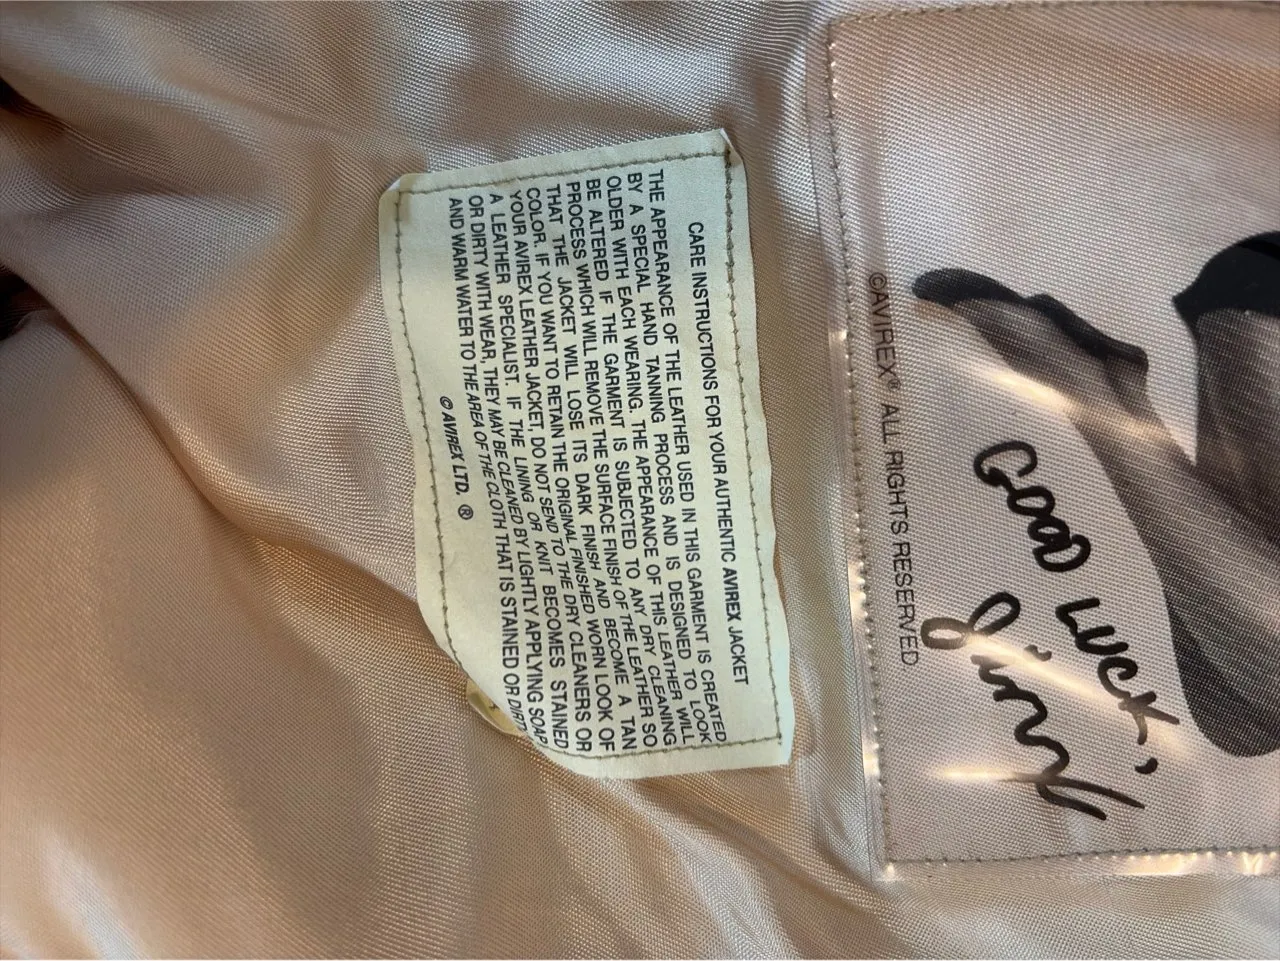 CARE INSTRUCTIONS FOR YOUR AUTHENTIC AVIREX JACKET
THE APPEARANCE OF THE LEATHER USED IN THIS GARMENT IS CREATED
BY A SPECIAL HAND TANNING PROCESS AND IS DESIGNED TO LOOK
OLDER WITH EACH WEARING. THE APPEARANCE OF THIS LEATHER WILL
BE ALTERED IF THE GARMENT IS SUBJECTED TO ANY DRY CLEANING
PROCESS WHICH WILL REMOVE THE SURFACE FINISH OF THE LEATHER SO
THAT THE JACKET WILL LOSE ITS DARK FINISH AND BECOME A TAN
COLOR. IF YOU WANT TO RETAIN THE ORIGINAL FINISHED WORN LOOK OF
YOUR AVIREX LEATHER JACKET, DO NOT SEND TO THE DRY CLEANERS OR
A LEATHER SPECIALIST. IF THE LINING OR KNIT BECOMES STAINED
OR DIRTY WITH WEAR, THEY MAY BE CLEANED BY LIGHTLY APPLYING SOAP
AND WARM WATER TO THE AREA OF THE CLOTH THAT IS STAINED OR DIRTY
© AVIREX LTD. ®
GOOD LUCK,
©AVIREX® ALL RIGHTS RESERVED